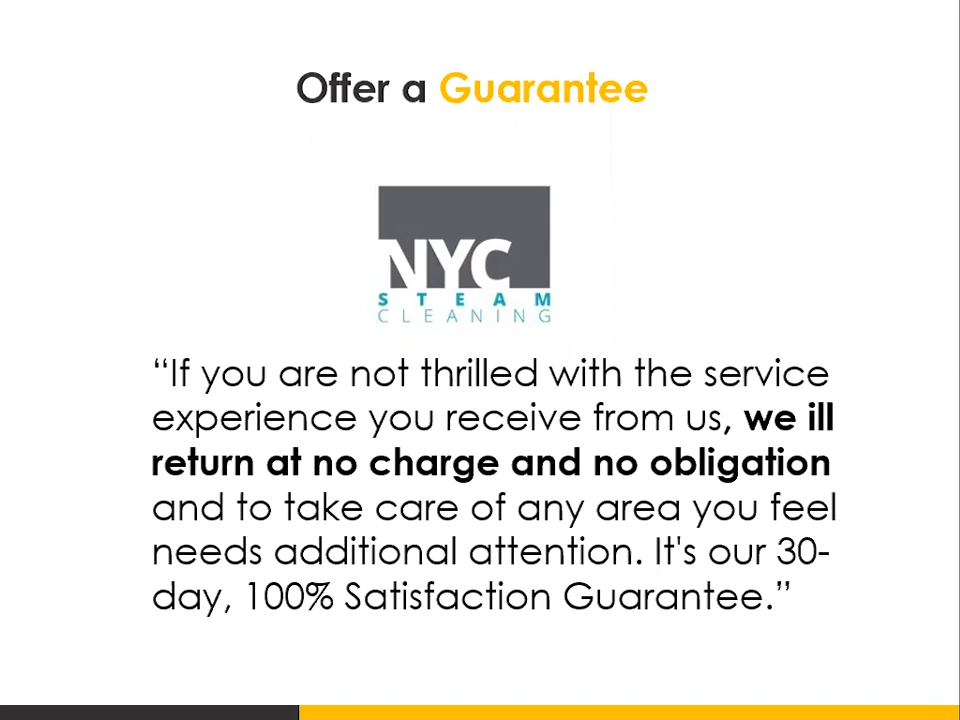 Offer a Guarantee
NYC
STEAM
CLEANING
“If you are not thrilled with the service
experience you receive from us, we ill
return at no charge and no obligation
and to take care of any area you feel
needs additional attention. It's our 30-
day, 100% Satisfaction Guarantee.”